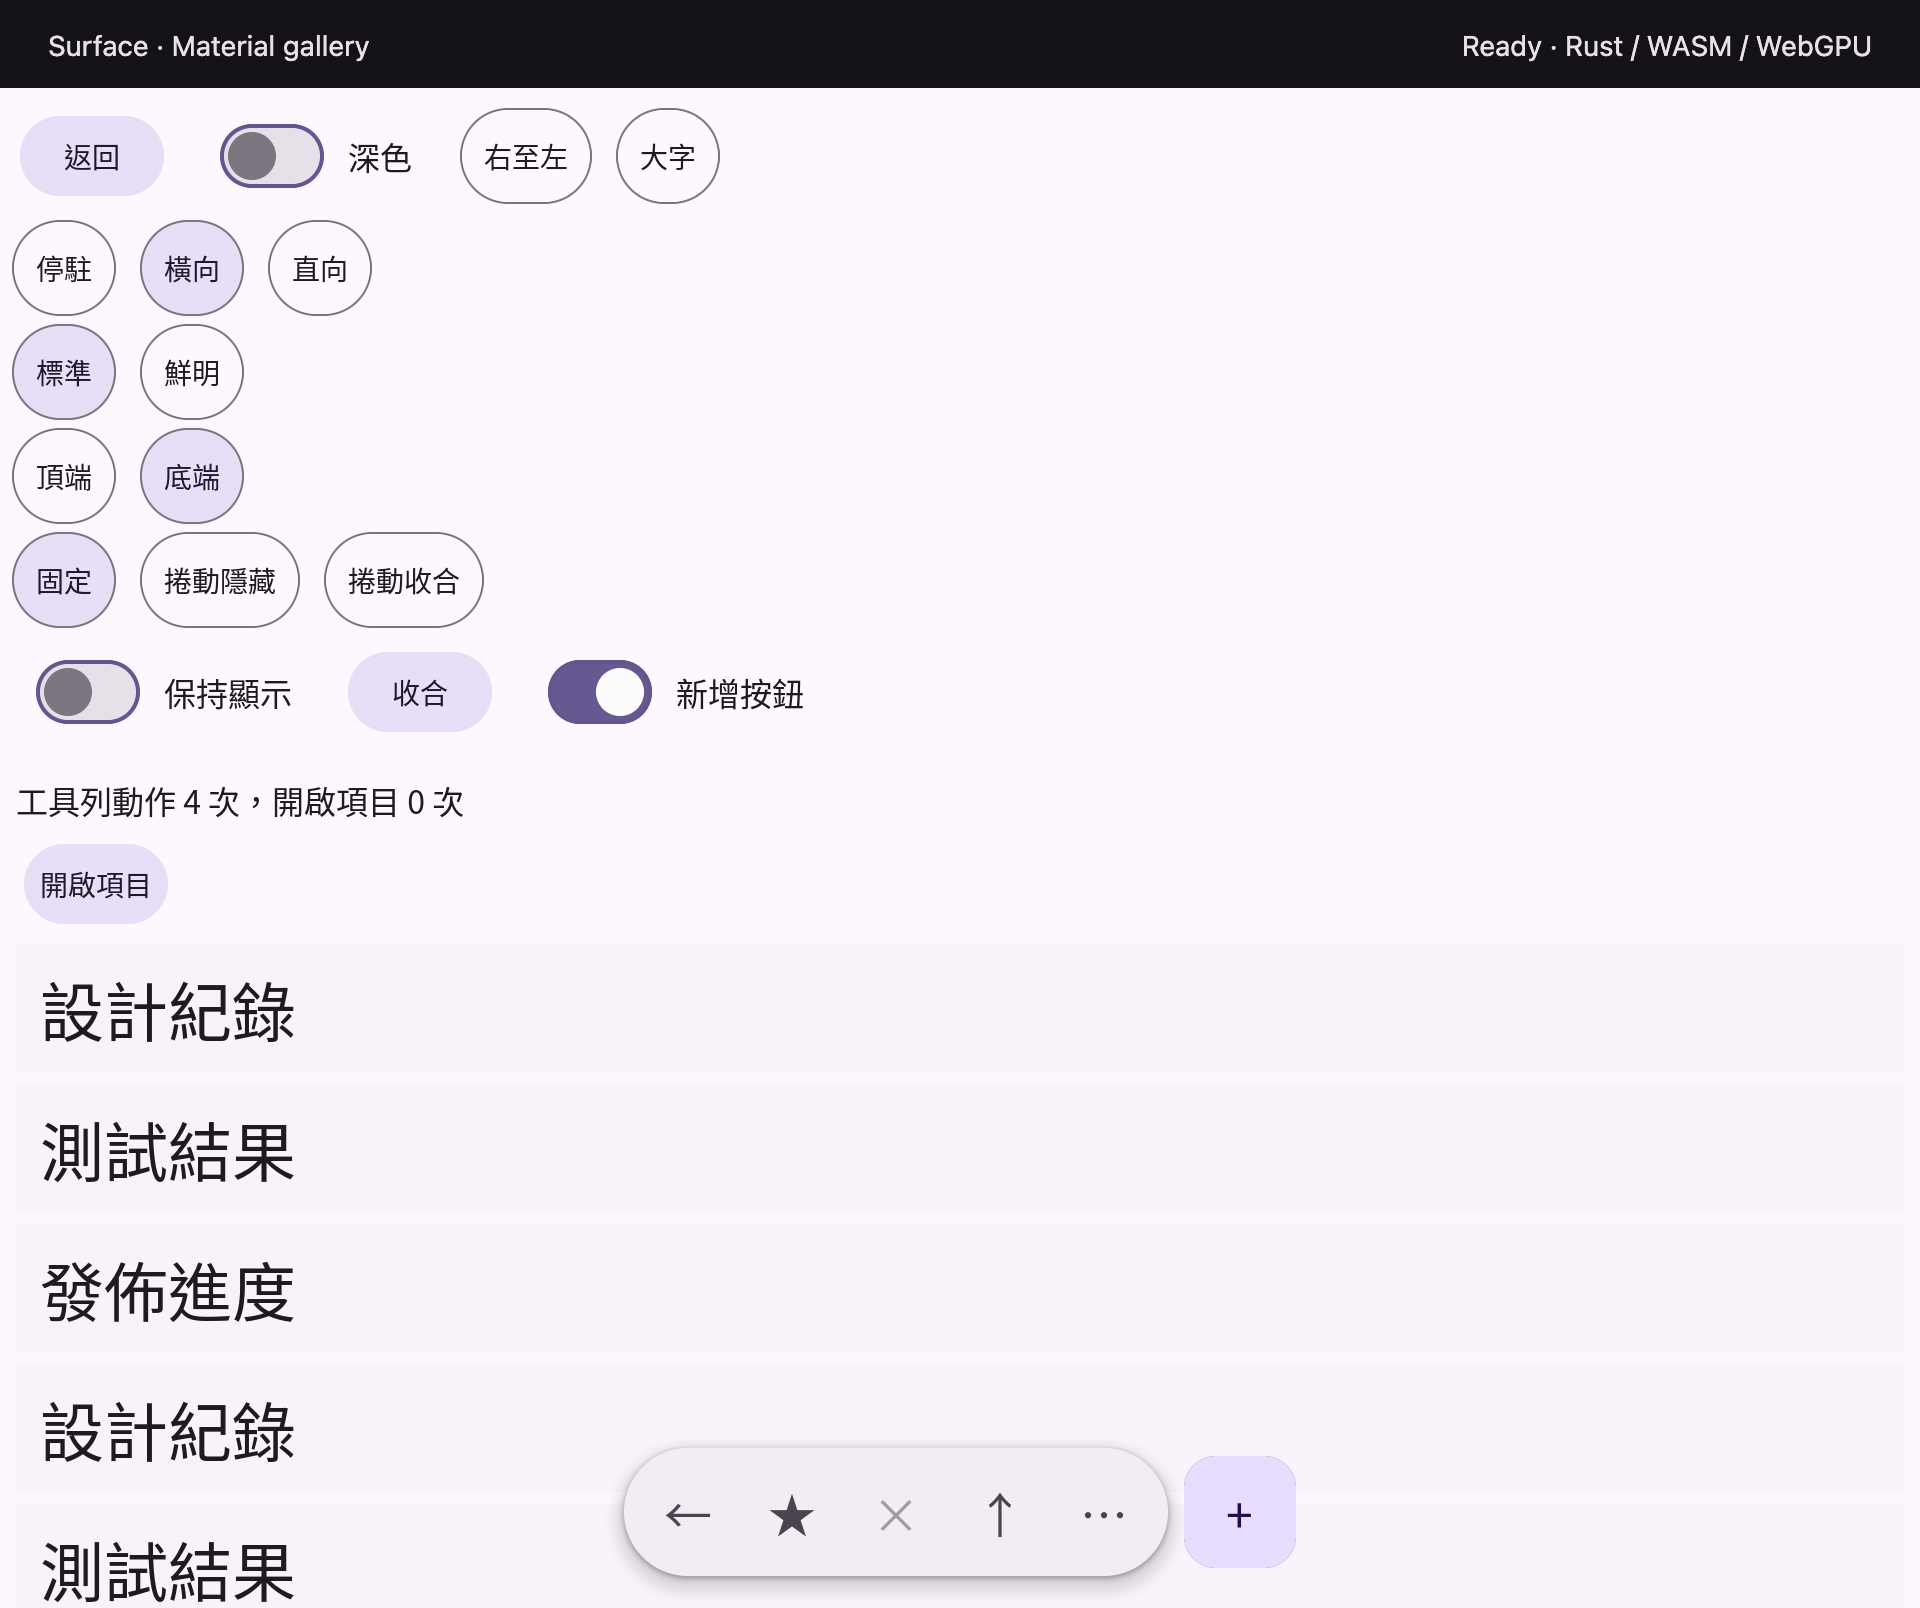 Surface · Material gallery
Ready · Rust / WASM / WebGPU
返回 深色 右至左 大字
停駐 橫向 直向
標準 鮮明
頂端 底端
固定 捲動隱藏 捲動收合
保持顯示 收合 新增按鈕
工具列動作 4 次，開啟項目 0 次
開啟項目
設計紀錄
測試結果
發佈進度
設計紀錄
測試結果
← ★ × ↑ … +